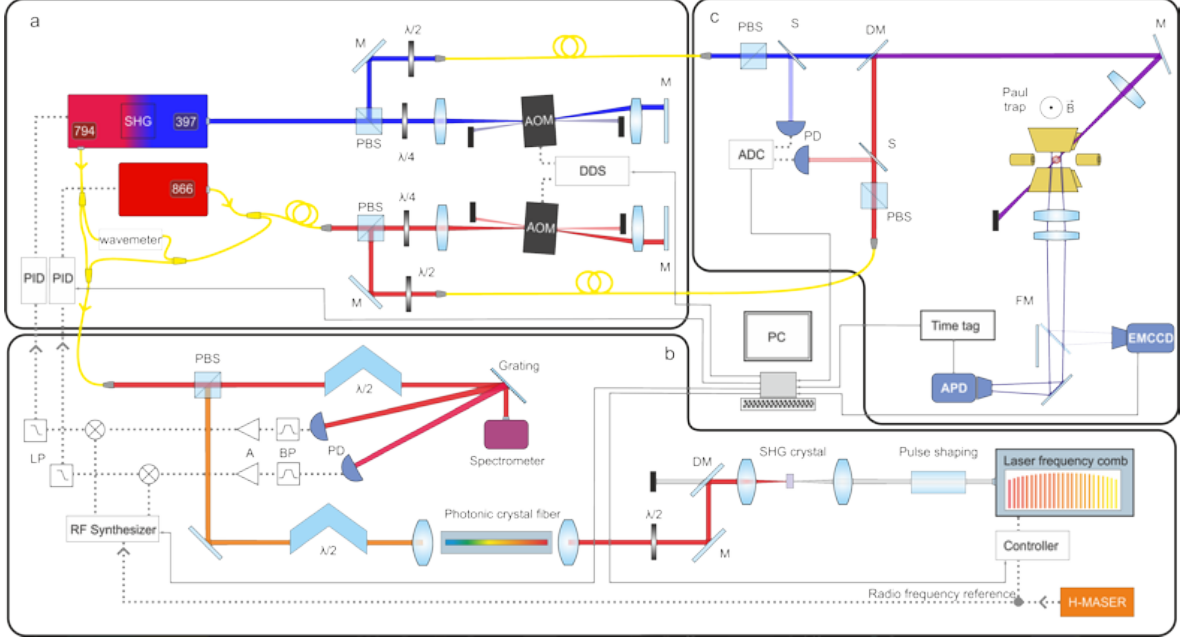 a
c
b
M
λ/2
PBS
S
DM
M
794
SHG
397
PBS
λ/4
AOM
M
PD
ADC
S
PBS
Paul
trap
B
866
DDS
PBS
λ/4
AOM
M
wavemeter
PID
PID
M
λ/2
FM
PC
Time tag
EMCCD
APD
PBS
λ/2
Grating
LP
A
BP
PD
Spectrometer
RF Synthesizer
λ/2
Photonic crystal fiber
λ/2
M
DM
SHG crystal
Pulse shaping
Laser frequency comb
Controller
Radio frequency reference
H-MASER